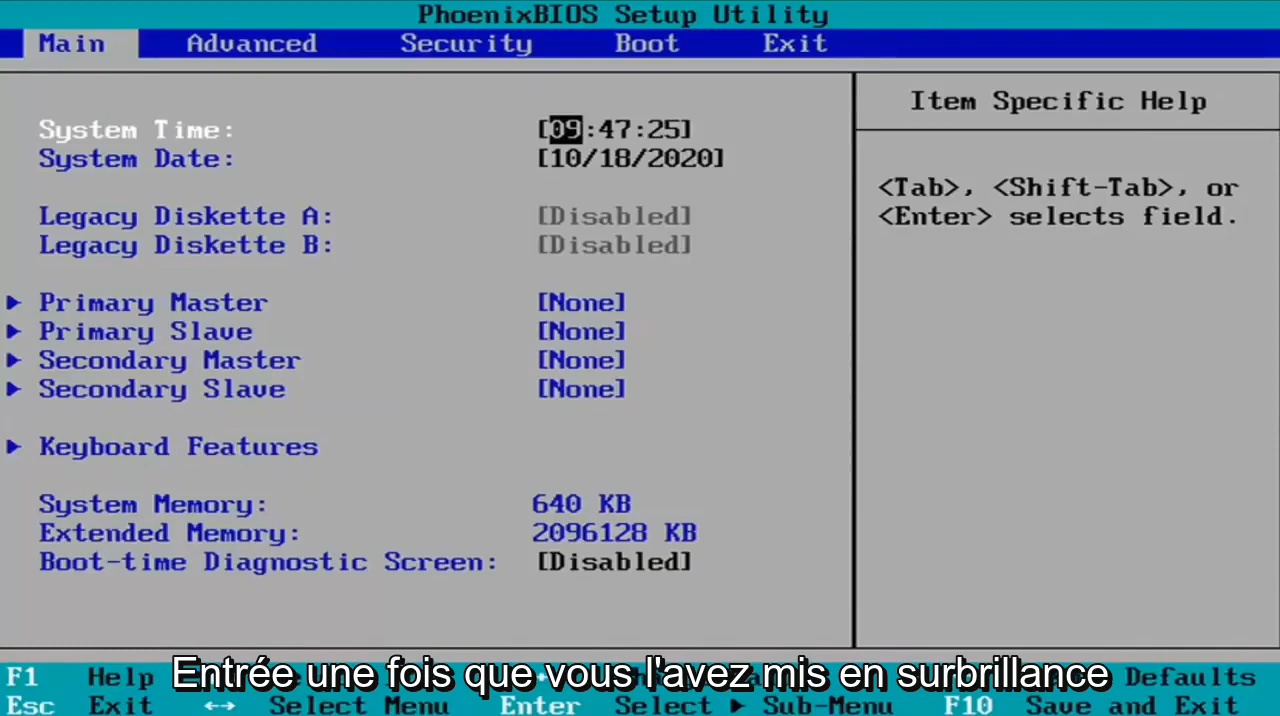 PhoenixBIOS Setup Utility
Main Advanced Security Boot Exit
Item Specific Help
System Time: [09:47:25]
System Date: [10/18/2020]
<Tab>, <Shift-Tab>, or
<Enter> selects field.
Legacy Diskette A: [Disabled]
Legacy Diskette B: [Disabled]
Primary Master [None]
Primary Slave [None]
Secondary Master [None]
Secondary Slave [None]
Keyboard Features
System Memory: 640 KB
Extended Memory: 2096128 KB
Boot-time Diagnostic Screen: [Disabled]
Entrée une fois que vous l'avez mis en surbrillance
F1 Help Defaults
Esc Exit ↔ Select Menu Enter Select ▶ Sub-Menu F10 Save and Exit